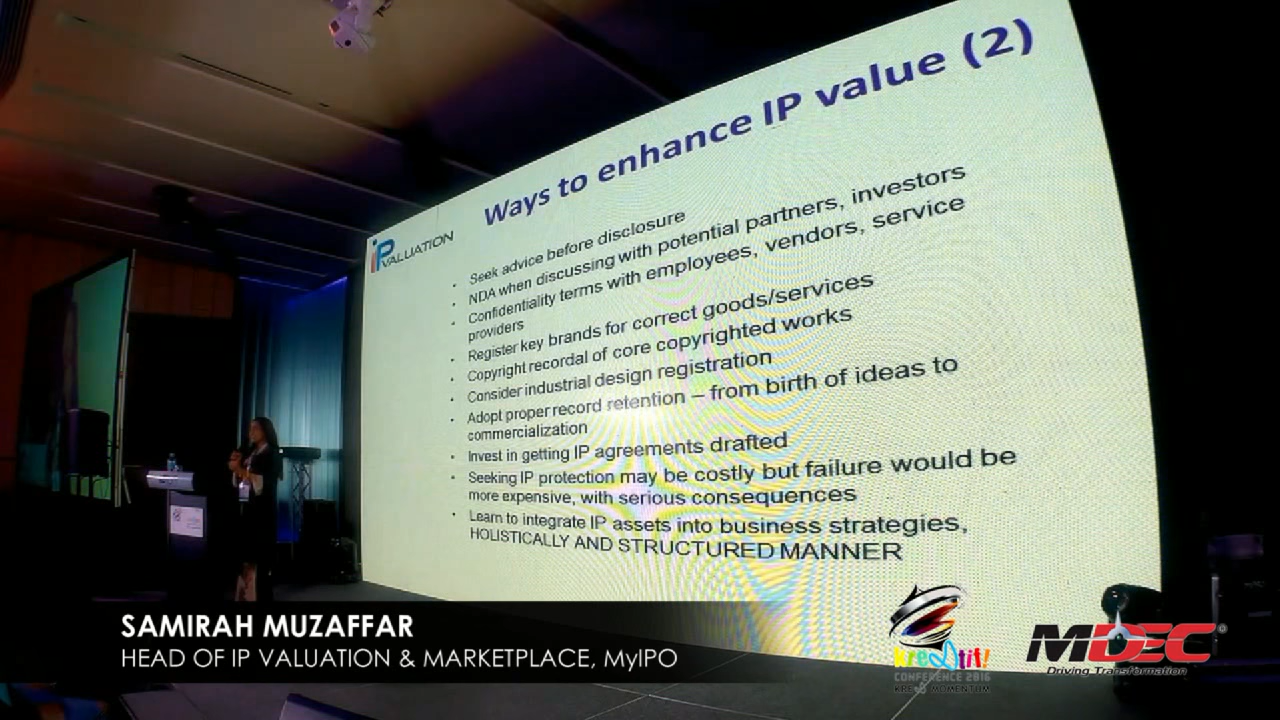 Ways to enhance IP value (2)
iP VALUATION
• Seek advice before disclosure
• NDA when discussing with potential partners, investors
• Confidentiality terms with employees, vendors, service
providers
• Register key brands for correct goods/services
• Copyright recordal of core copyrighted works
• Consider industrial design registration
• Adopt proper record retention – from birth of ideas to
commercialization
• Invest in getting IP agreements drafted
• Seeking IP protection may be costly but failure would be
more expensive, with serious consequences
• Learn to integrate IP assets into business strategies,
HOLISTICALLY AND STRUCTURED MANNER
SAMIRAH MUZAFFAR
HEAD OF IP VALUATION & MARKETPLACE, MyIPO
kre8tif!
CONFERENCE 2016
KRE8 MOMENTUM
MDEC®
Driving Transformation